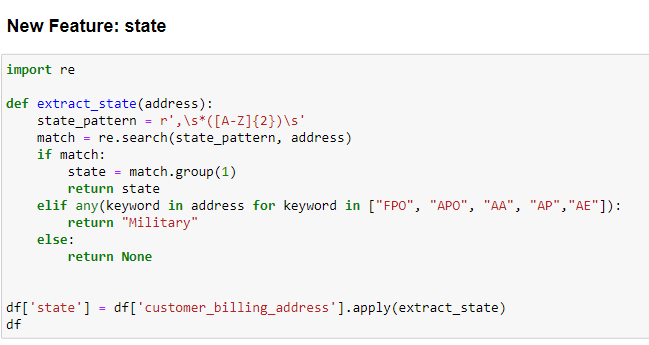 New Feature: state
import re
def extract_state(address):
    state_pattern = r',\s*([A-Z]{2})\s'
    match = re.search(state_pattern, address)
    if match:
        state = match.group(1)
        return state
    elif any(keyword in address for keyword in ["FPO", "APO", "AA", "AP","AE"]):
        return "Military"
    else:
        return None
df['state'] = df['customer_billing_address'].apply(extract_state)
df